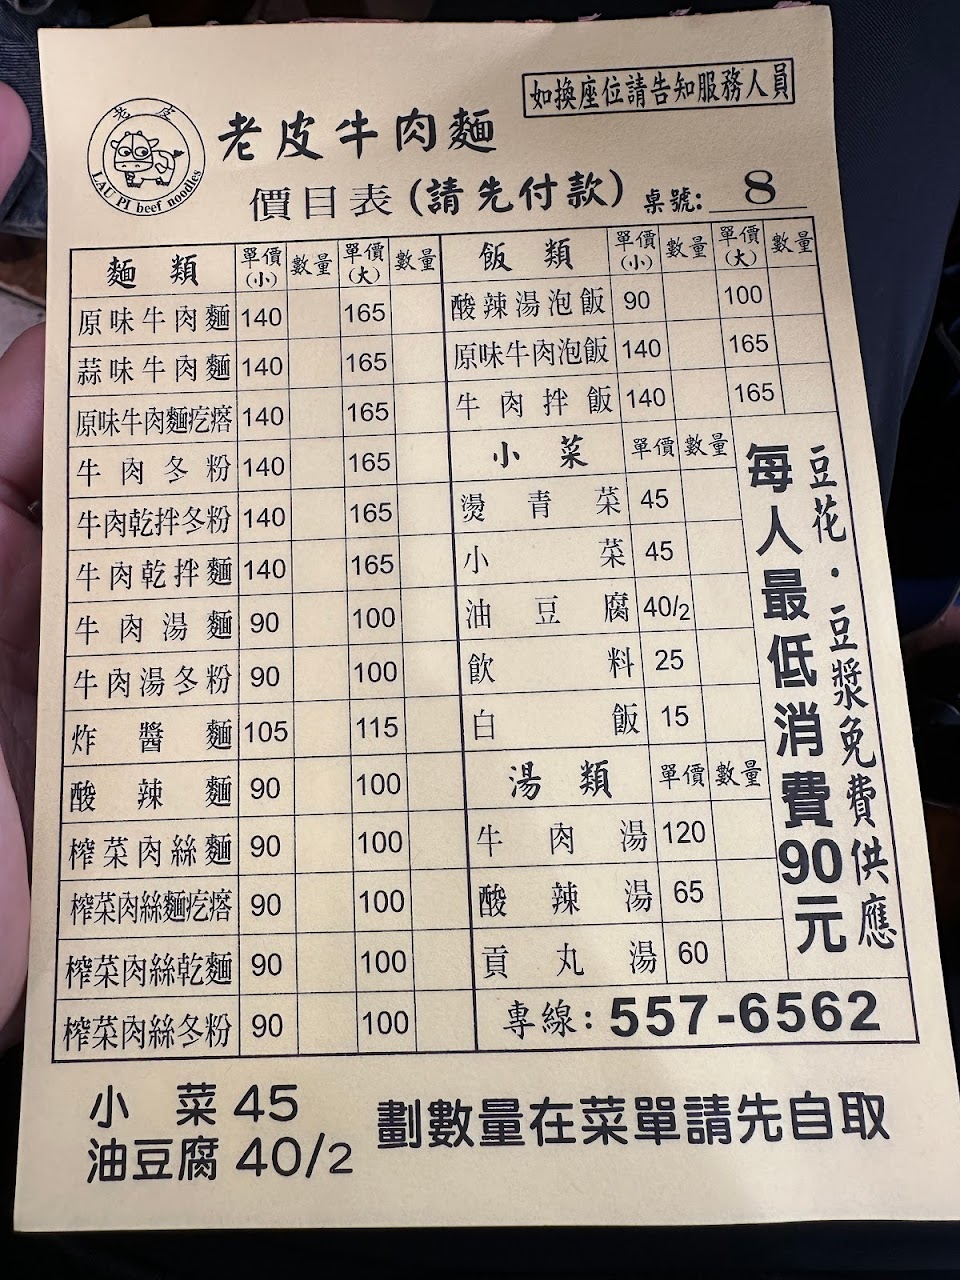 如換座位請告知服務人員
老皮
LAU PI beef noodles
老皮牛肉麵
價目表(請先付款) 桌號: 8
麵類 單價(小) 數量 單價(大) 數量
原味牛肉麵 140 165
蒜味牛肉麵 140 165
原味牛肉麵疙瘩 140 165
牛肉冬粉 140 165
牛肉乾拌冬粉 140 165
牛肉乾拌麵 140 165
牛肉湯麵 90 100
牛肉湯冬粉 90 100
炸醬麵 105 115
酸辣麵 90 100
榨菜肉絲麵 90 100
榨菜肉絲麵疙瘩 90 100
榨菜肉絲乾麵 90 100
榨菜肉絲冬粉 90 100
飯類 單價(小) 數量 單價(大) 數量
酸辣湯泡飯 90 100
原味牛肉泡飯 140 165
牛肉拌飯 140 165
小菜 單價 數量
燙青菜 45
小菜 45
油豆腐 40/2
飲料 25
白飯 15
湯類 單價 數量
牛肉湯 120
酸辣湯 65
貢丸湯 60
豆花·豆漿免費供應
每人最低消費90元
專線: 557-6562
小菜 45
油豆腐 40/2
劃數量在菜單請先自取